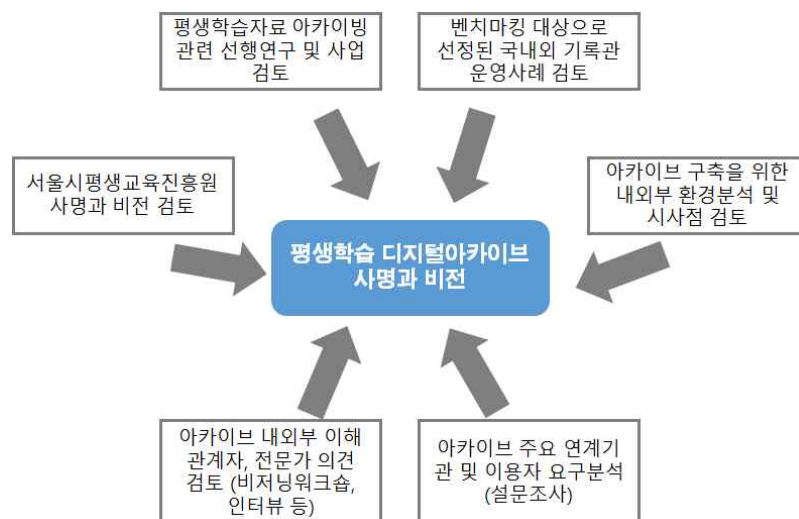 평생학습자료 아카이빙
관련 선행연구 및 사업
검토
벤치마킹 대상으로
선정된 국내외 기록관
운영사례 검토
서울시평생교육진흥원
사명과 비전 검토
아카이브 구축을 위한
내외부 환경분석 및
시사점 검토
평생학습 디지털아카이브
사명과 비전
아카이브 내외부 이해
관계자, 전문가 의견
검토 (비저닝워크숍,
인터뷰 등)
아카이브 주요 연계기
관 및 이용자 요구분석
(설문조사)